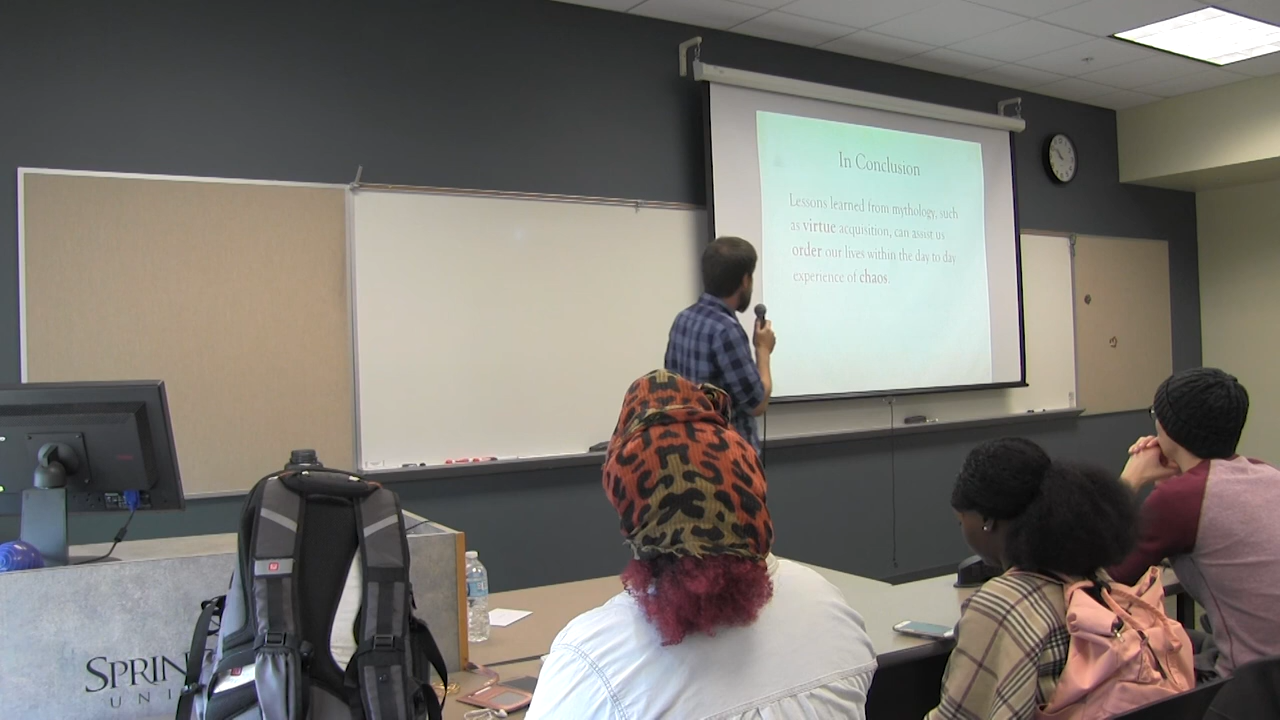 In Conclusion
Lessons learned from mythology, such
as virtue acquisition, can assist us
order our lives within the day to day
experience of chaos.
SPRIN
UNI